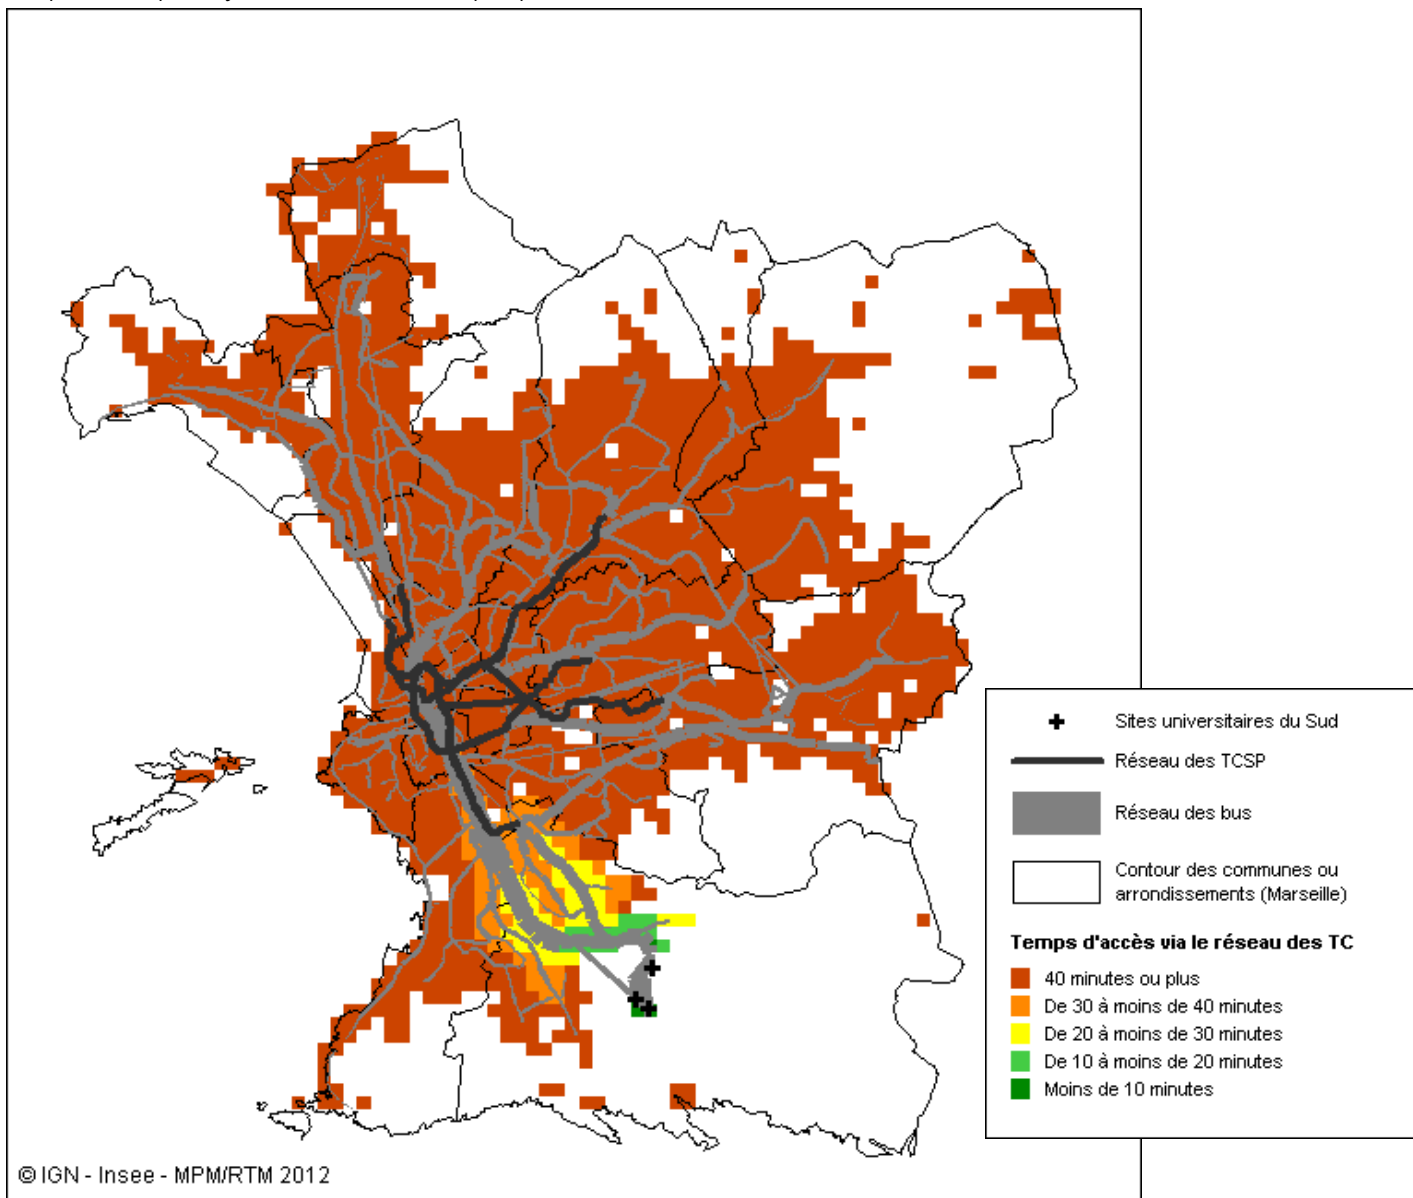 Sites universitaires du Sud
Réseau des TCSP
Réseau des bus
Contour des communes ou
arrondissements (Marseille)
Temps d'accès via le réseau des TC
40 minutes ou plus
De 30 à moins de 40 minutes
De 20 à moins de 30 minutes
De 10 à moins de 20 minutes
Moins de 10 minutes
© IGN - Insee - MPM/RTM 2012